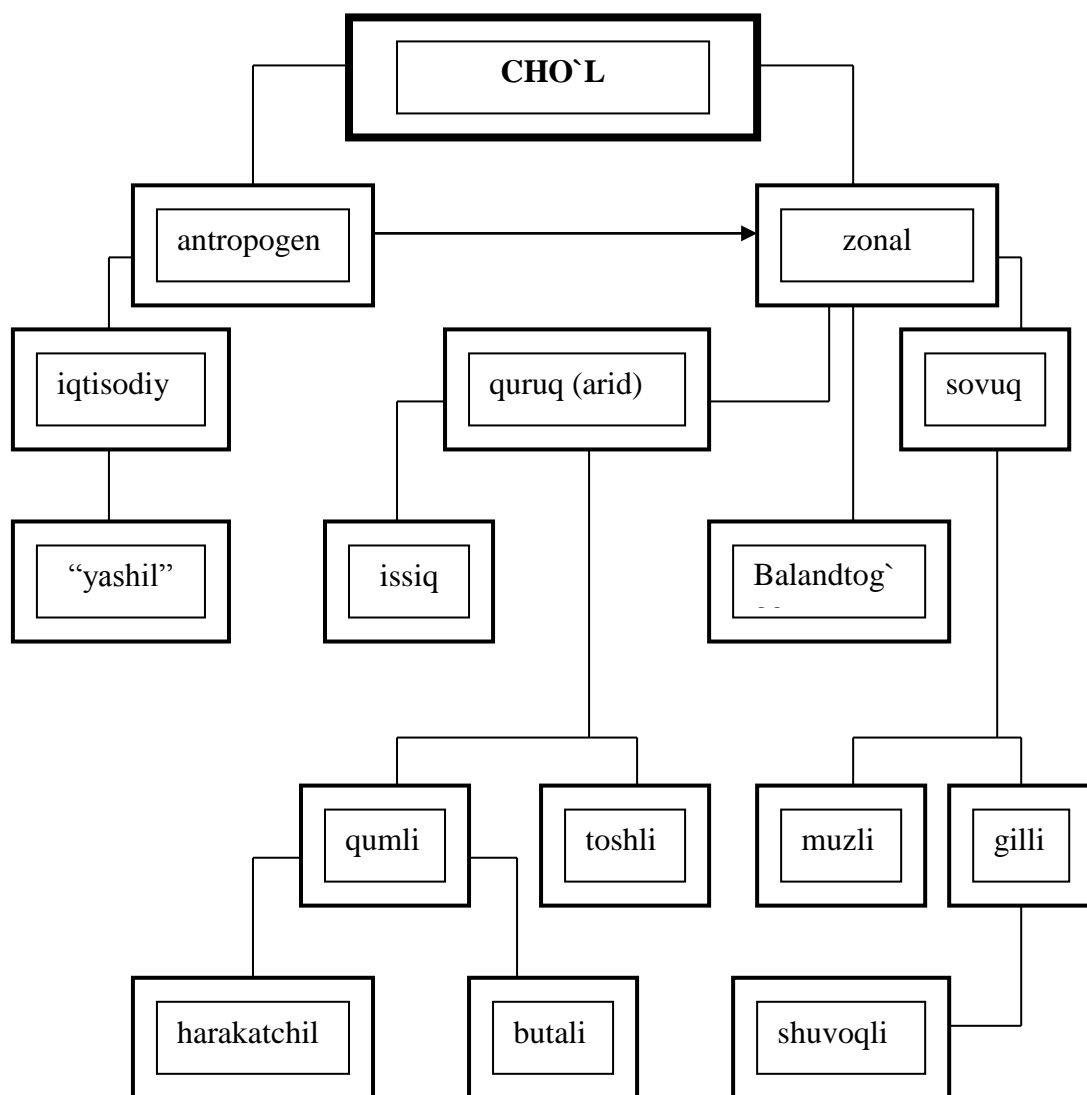 CHO`L
antropogen
zonal
iqtisodiy
quruq (arid)
sovuq
“yashil”
issiq
Balandtog`
qumli
toshli
muzli
gilli
harakatchil
butali
shuvoqli